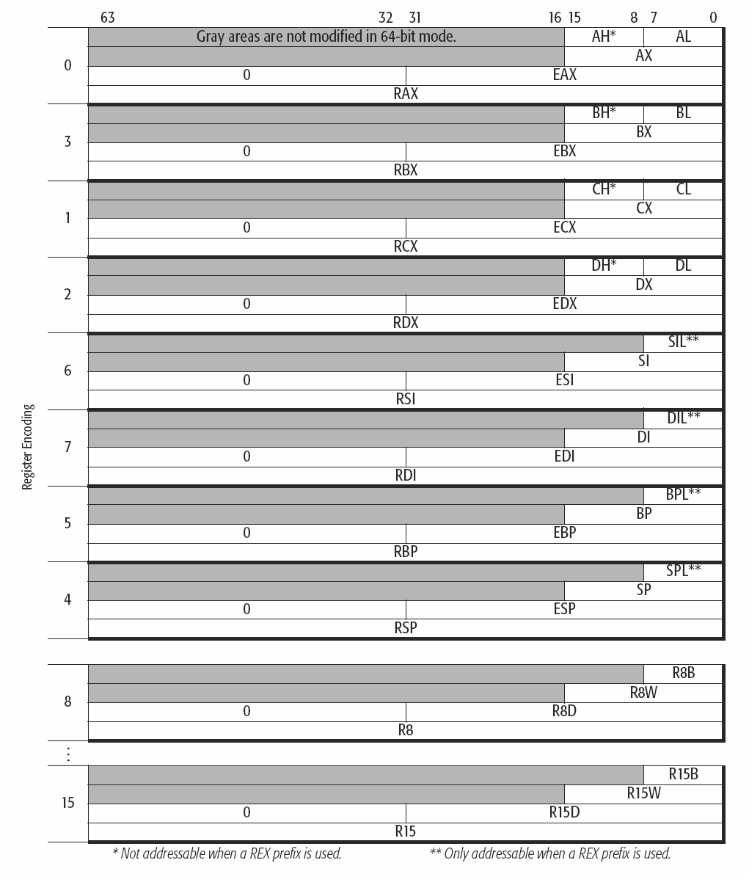 63 32 31 16 15 8 7 0
Gray areas are not modified in 64-bit mode. AH* AL
AX
0
0 EAX
RAX
BH* BL
BX
3
0 EBX
RBX
CH* CL
CX
1
0 ECX
RCX
DH* DL
DX
2
0 EDX
RDX
SIL**
SI
6
0 ESI
RSI
Register Encoding
DIL**
DI
7
0 EDI
RDI
BPL**
BP
5
0 EBP
RBP
SPL**
SP
4
0 ESP
RSP
R8B
R8W
8
0 R8D
R8
⋮
R15B
R15W
15
0 R15D
R15
* Not addressable when a REX prefix is used. ** Only addressable when a REX prefix is used.